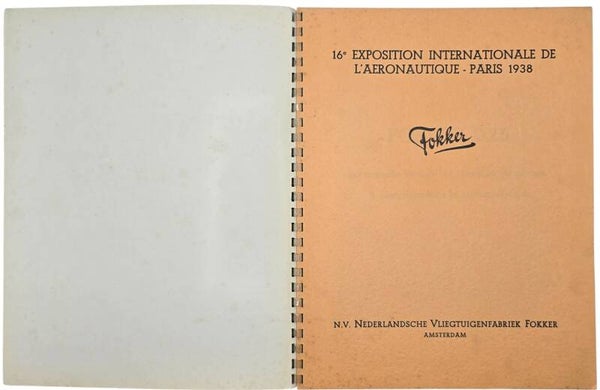 16e EXPOSITION INTERNATIONALE DE
L'AERONAUTIQUE - PARIS 1938
Fokker
N.V. NEDERLANDSCHE VLIEGTUIGENFABRIEK FOKKER
AMSTERDAM